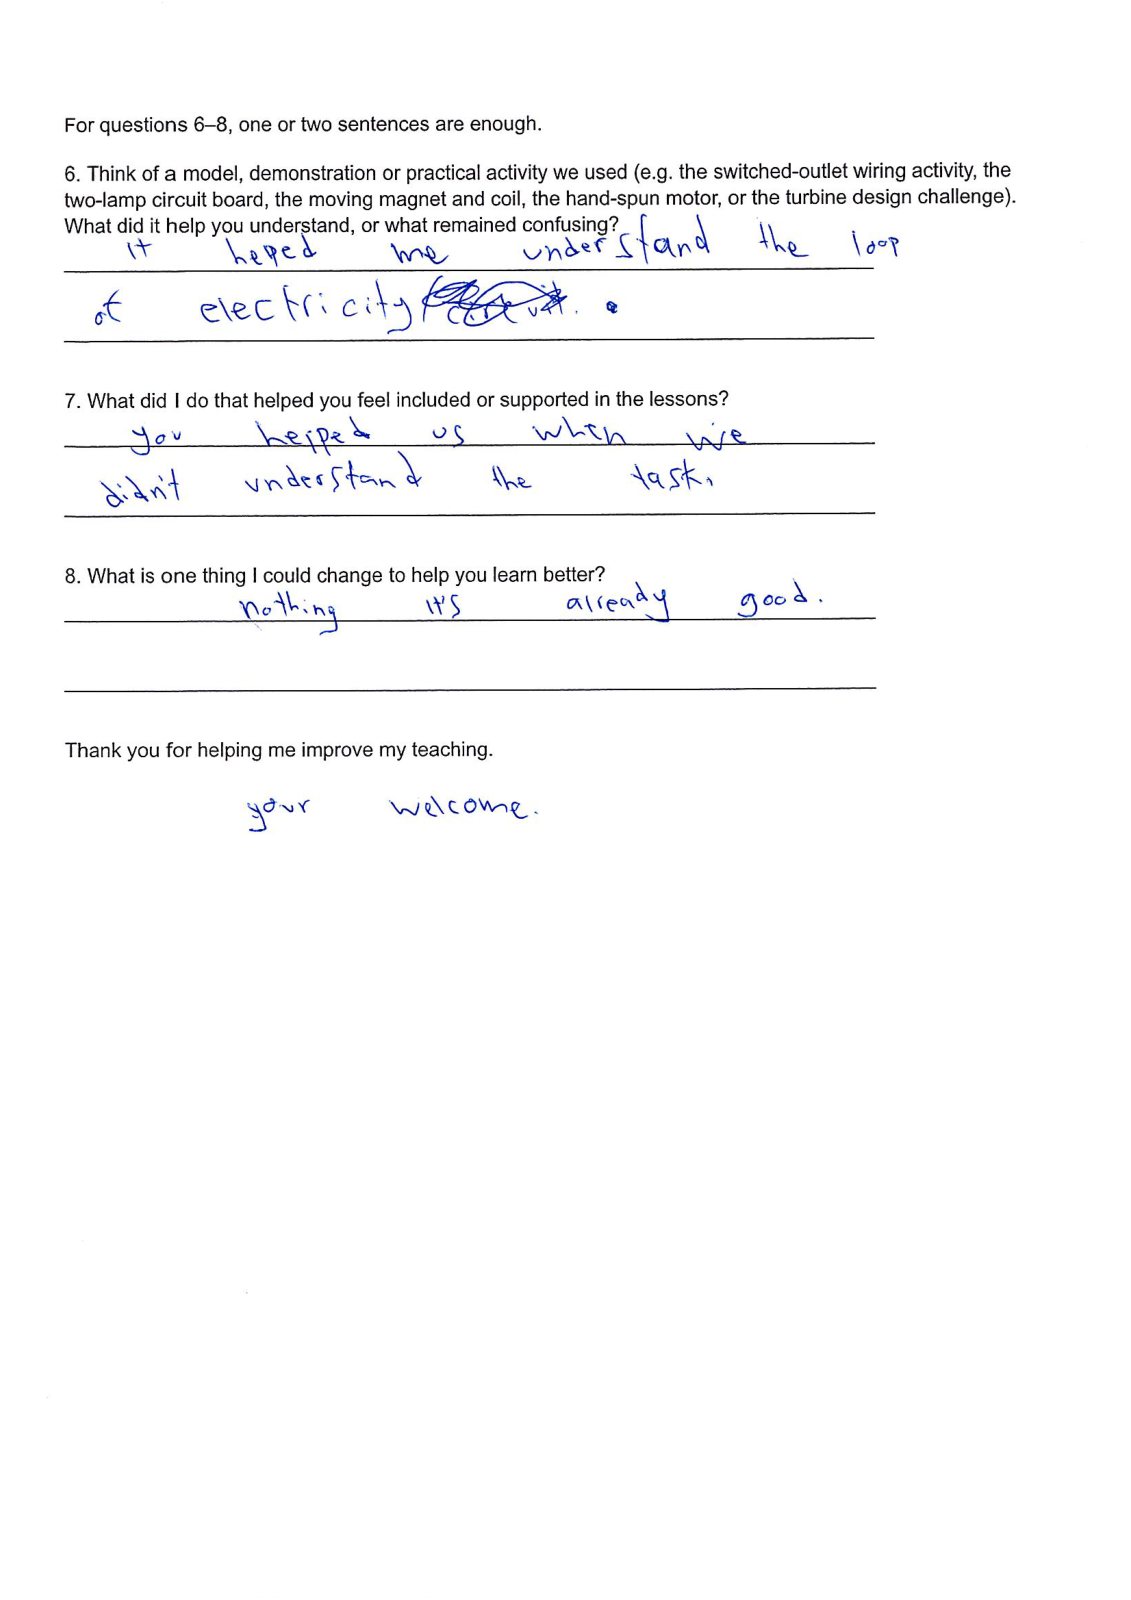 For questions 6–8, one or two sentences are enough.
6. Think of a model, demonstration or practical activity we used (e.g. the switched-outlet wiring activity, the
two-lamp circuit board, the moving magnet and coil, the hand-spun motor, or the turbine design challenge).
What did it help you understand, or what remained confusing?
It heped me understand the loop
of electricity .
7. What did I do that helped you feel included or supported in the lessons?
you helped us when we
didn't understand the task.
8. What is one thing I could change to help you learn better?
nothing it's already good.
Thank you for helping me improve my teaching.
your welcome.